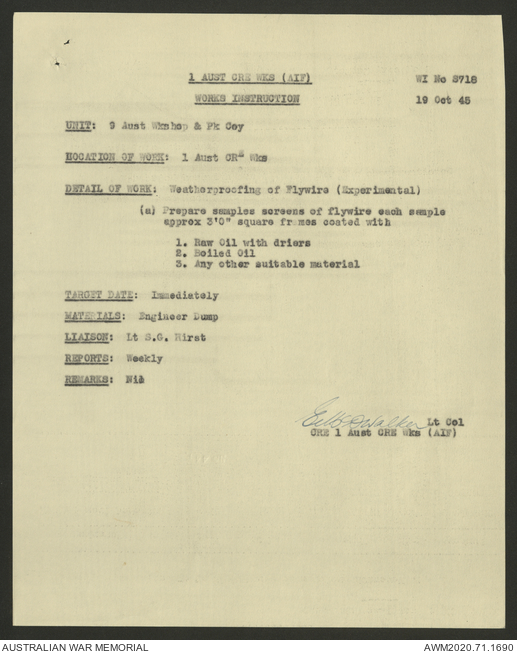 1 AUST CRE WKS (AIF) WI No 3718
WORKS INSTRUCTION 19 Oct 45
UNIT: 9 Aust Wkshop & Pk Coy
HOCATION OF WORK: 1 Aust CRE Wks
DETAIL OF WORK: Weatherproofing of Flywire (Experimental)
(a) Prepare samples screens of flywire each sample
approx 3'0" square frames coated with
1. Raw Oil with driers
2. Boiled Oil
3. Any other suitable material
TARGET DATE: Immediately
MATERIALS: Engineer Dump
LIAISON: Lt S.G. Hirst
REPORTS: Weekly
REMARKS: Nil
Walker Lt Col
CRE 1 Aust CRE Wks (AIF)
AUSTRALIAN WAR MEMORIAL AWM2020.71.1690